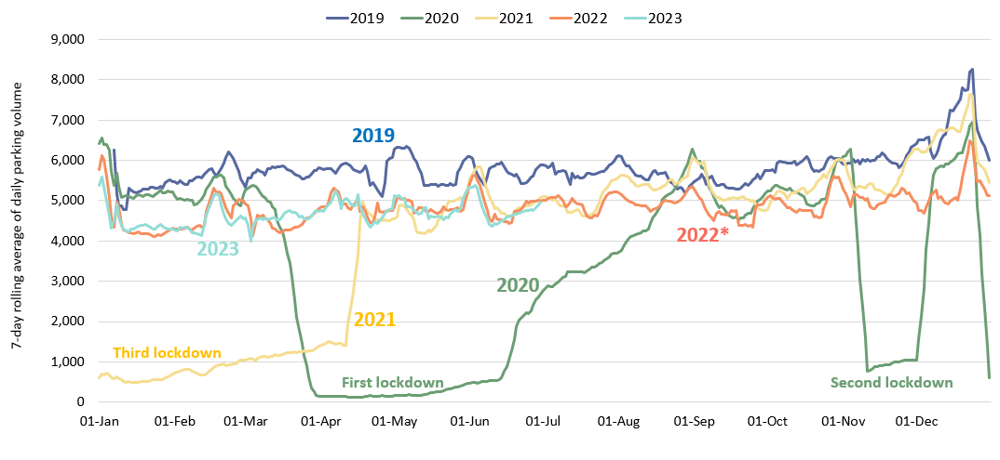 2019 2020 2021 2022 2023
7-day rolling average of daily parking volume
9,000
8,000
7,000
6,000
5,000
4,000
3,000
2,000
1,000
0
2019
2023
2022*
2020
2021
Third lockdown
First lockdown
Second lockdown
01-Jan 01-Feb 01-Mar 01-Apr 01-May 01-Jun 01-Jul 01-Aug 01-Sep 01-Oct 01-Nov 01-Dec